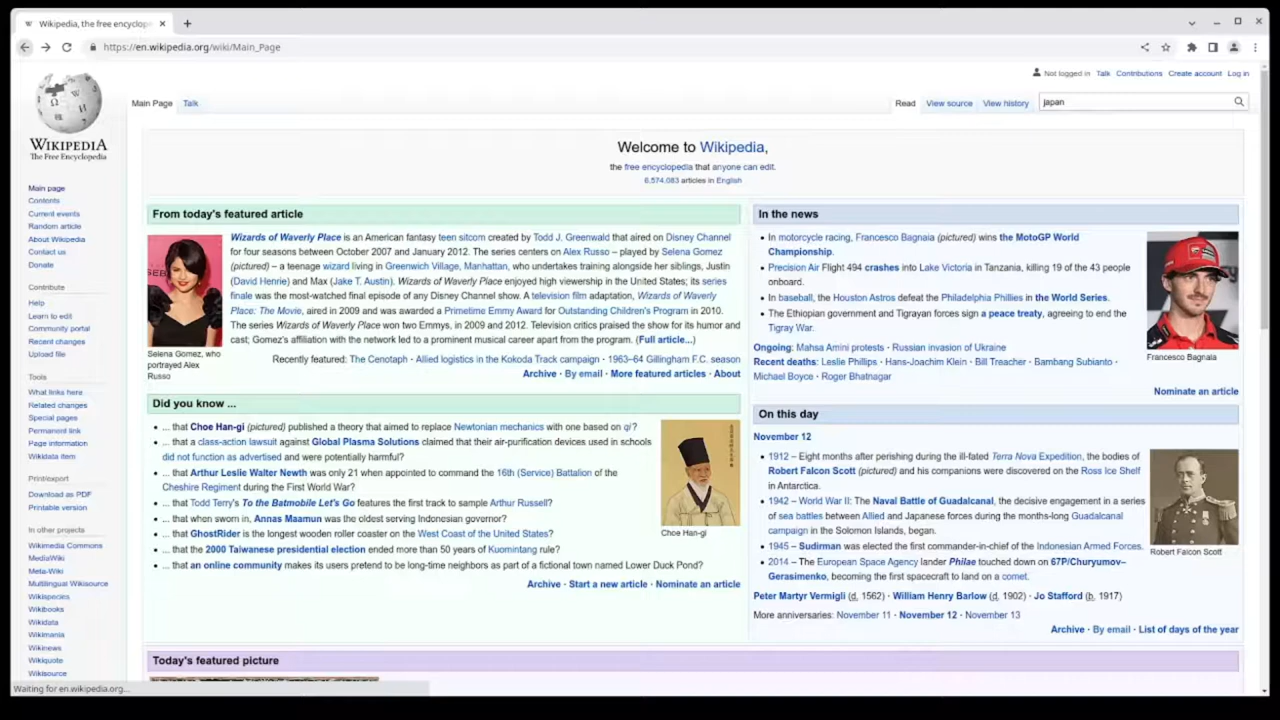 Wikipedia, the free encyclop
https://en.wikipedia.org/wiki/Main_Page
Not logged in Talk Contributions Create account Log in
Main Page Talk Read View source View history japan
WIKIPEDIA
The Free Encyclopedia
Main page
Contents
Current events
Random article
About Wikipedia
Contact us
Donate
Contribute
Help
Learn to edit
Community portal
Recent changes
Upload file
Tools
What links here
Related changes
Special pages
Permanent link
Page information
Wikidata item
Print/export
Download as PDF
Printable version
In other projects
Wikimedia Commons
MediaWiki
Meta-Wiki
Multilingual Wikisource
Wikispecies
Wikibooks
Wikidata
Wikimania
Wikinews
Wikiquote
Wikisource
Welcome to Wikipedia,
the free encyclopedia that anyone can edit.
6,574,083 articles in English
From today's featured article
Wizards of Waverly Place is an American fantasy teen sitcom created by Todd J. Greenwald that aired on Disney Channel
for four seasons between October 2007 and January 2012. The series centers on Alex Russo – played by Selena Gomez
(pictured) – a teenage wizard living in Greenwich Village, Manhattan, who undertakes training alongside her siblings, Justin
(David Henrie) and Max (Jake T. Austin). Wizards of Waverly Place enjoyed high viewership in the United States; its series
finale was the most-watched final episode of any Disney Channel show. A television film adaptation, Wizards of Waverly
Place: The Movie, aired in 2009 and was awarded a Primetime Emmy Award for Outstanding Children's Program in 2010.
The series Wizards of Waverly Place won two Emmys, in 2009 and 2012. Television critics praised the show for its humor and
cast; Gomez's affiliation with the network led to a prominent musical career apart from the program. (Full article...)
Selena Gomez, who
portrayed Alex
Russo
Recently featured: The Cenotaph · Allied logistics in the Kokoda Track campaign · 1963–64 Gillingham F.C. season
Archive · By email · More featured articles · About
Did you know ...
... that Choe Han-gi (pictured) published a theory that aimed to replace Newtonian mechanics with one based on qi?
... that a class-action lawsuit against Global Plasma Solutions claimed that their air-purification devices used in schools
did not function as advertised and were potentially harmful?
... that Arthur Leslie Walter Newth was only 21 when appointed to command the 16th (Service) Battalion of the
Cheshire Regiment during the First World War?
... that Todd Terry's To the Batmobile Let's Go features the first track to sample Arthur Russell?
... that when sworn in, Annas Maamun was the oldest serving Indonesian governor?
... that GhostRider is the longest wooden roller coaster on the West Coast of the United States?
... that the 2000 Taiwanese presidential election ended more than 50 years of Kuomintang rule?
... that an online community makes its users pretend to be long-time neighbors as part of a fictional town named Lower Duck Pond?
Choe Han-gi
Archive · Start a new article · Nominate an article
In the news
In motorcycle racing, Francesco Bagnaia (pictured) wins the MotoGP World
Championship.
Precision Air Flight 494 crashes into Lake Victoria in Tanzania, killing 19 of the 43 people
onboard.
In baseball, the Houston Astros defeat the Philadelphia Phillies in the World Series.
The Ethiopian government and Tigrayan forces sign a peace treaty, agreeing to end the
Tigray War.
Francesco Bagnaia
Ongoing: Mahsa Amini protests · Russian invasion of Ukraine
Recent deaths: Leslie Phillips · Hans-Joachim Klein · Bill Treacher · Bambang Subianto ·
Michael Boyce · Roger Bhatnagar
Nominate an article
On this day
November 12
1912 – Eight months after perishing during the ill-fated Terra Nova Expedition, the bodies of
Robert Falcon Scott (pictured) and his companions were discovered on the Ross Ice Shelf
in Antarctica.
1942 – World War II: The Naval Battle of Guadalcanal, the decisive engagement in a series
of sea battles between Allied and Japanese forces during the months-long Guadalcanal
campaign in the Solomon Islands, began.
1945 – Sudirman was elected the first commander-in-chief of the Indonesian Armed Forces.
2014 – The European Space Agency lander Philae touched down on 67P/Churyumov–
Gerasimenko, becoming the first spacecraft to land on a comet.
Robert Falcon Scott
Peter Martyr Vermigli (d. 1562) · William Henry Barlow (d. 1902) · Jo Stafford (b. 1917)
More anniversaries: November 11 · November 12 · November 13
Archive · By email · List of days of the year
Today's featured picture
Waiting for en.wikipedia.org...